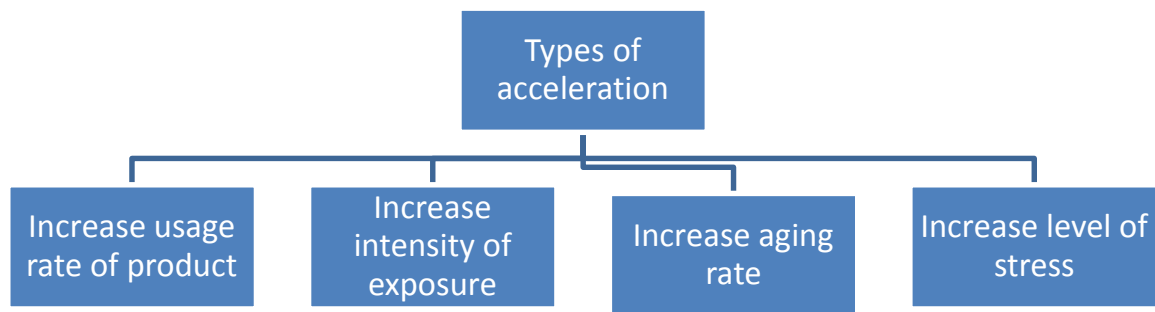 Types of
acceleration
Increase usage
rate of product
Increase
intensity of
exposure
Increase aging
rate
Increase level of
stress